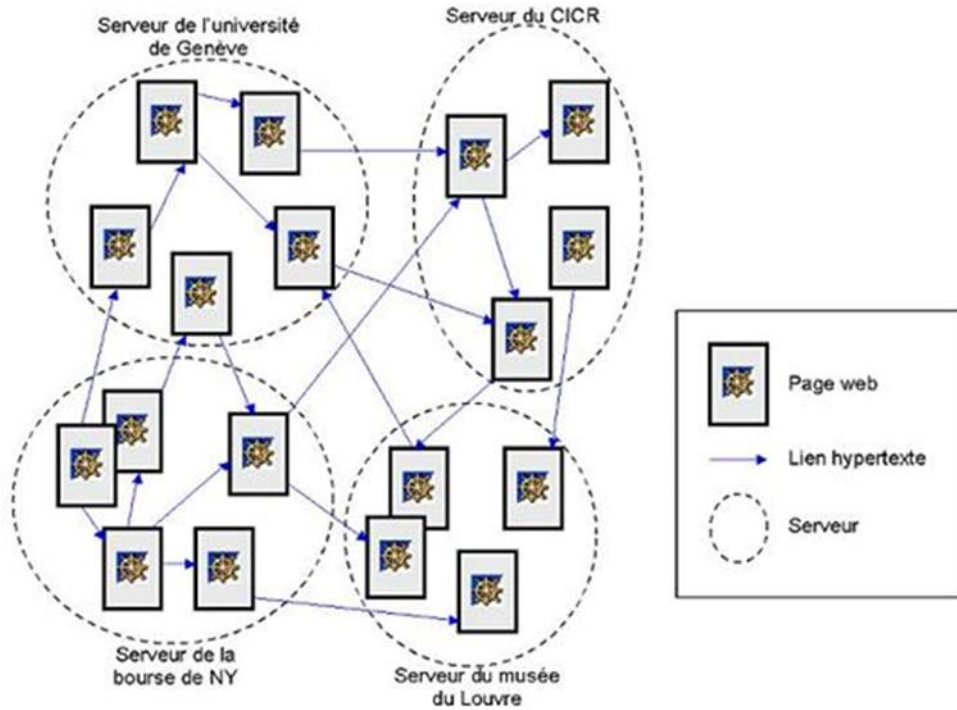 Serveur de l'université
de Genève
Serveur du CICR
Page web
Lien hypertexte
Serveur
Serveur de la
bourse de NY
Serveur du musée
du Louvre